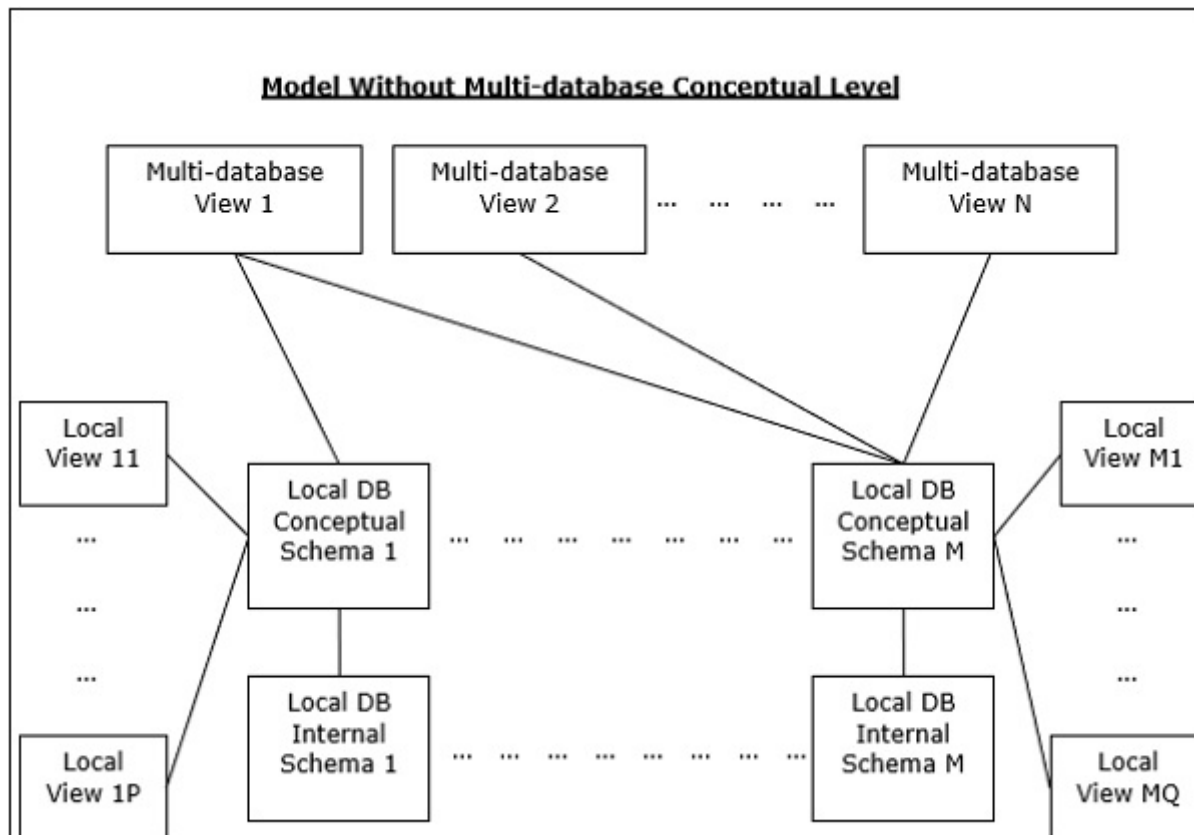 Model Without Multi-database Conceptual Level
Multi-database
View 1
Multi-database
View 2
... ... ... ...
Multi-database
View N
Local
View 11
Local
View M1
Local DB
Conceptual
Schema 1
... ... ... ... ... ... ...
Local DB
Conceptual
Schema M
...
...
...
...
...
...
Local DB
Internal
Schema 1
... ... ... ... ... ... ... ...
Local DB
Internal
Schema M
Local
View 1P
Local
View MQ